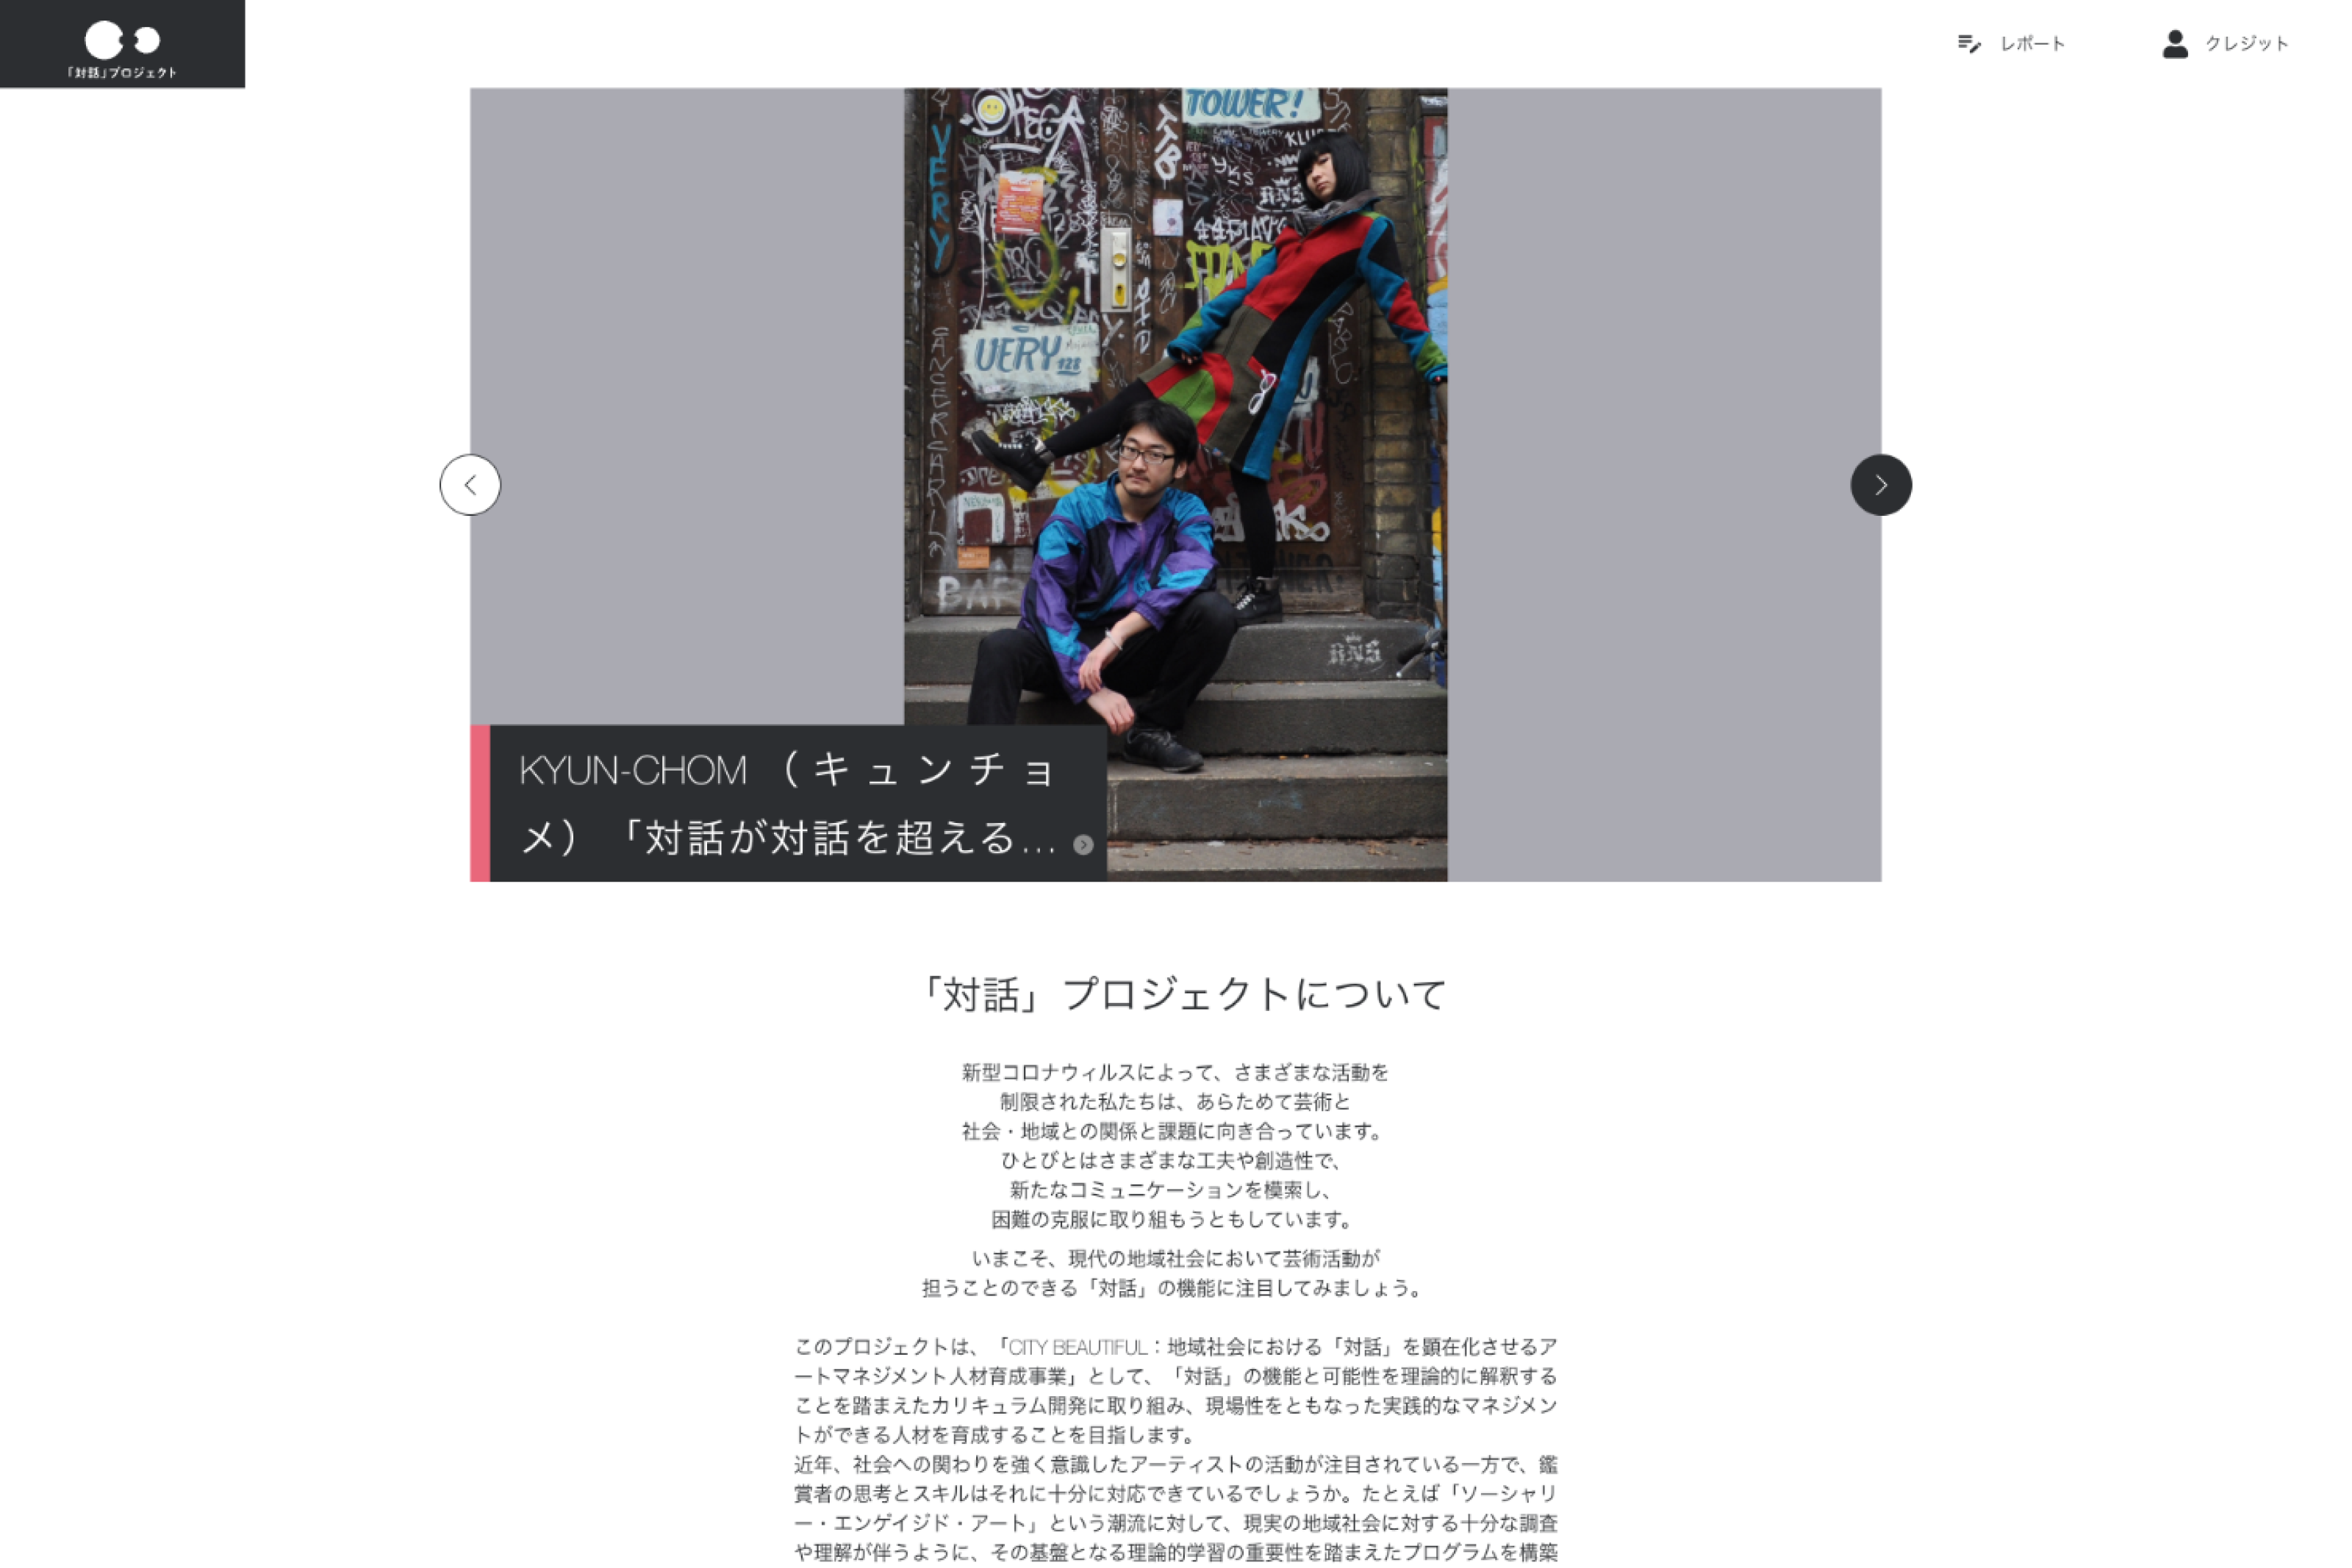 「対話」プロジェクト
レポート
クレジット
TOWER!
VERY
VERY 128
RNS
KYUN-CHOM（キュンチョ
メ）「対話が対話を超える...
「対話」プロジェクトについて
新型コロナウィルスによって、さまざまな活動を
制限された私たちは、あらためて芸術と
社会・地域との関係と課題に向き合っています。
ひとびとはさまざまな工夫や創造性で、
新たなコミュニケーションを模索し、
困難の克服に取り組もうともしています。
いまこそ、現代の地域社会において芸術活動が
担うことのできる「対話」の機能に注目してみましょう。
このプロジェクトは、「CITY BEAUTIFUL：地域社会における「対話」を顕在化させるア
ートマネジメント人材育成事業」として、「対話」の機能と可能性を理論的に解釈する
ことを踏まえたカリキュラム開発に取り組み、現場性をともなった実践的なマネジメン
トができる人材を育成することを目指します。
近年、社会への関わりを強く意識したアーティストの活動が注目されている一方で、鑑
賞者の思考とスキルはそれに十分に対応できているでしょうか。たとえば「ソーシャリ
ー・エンゲイジド・アート」という潮流に対して、現実の地域社会に対する十分な調査
や理解が伴うように、その基盤となる理論的学習の重要性を踏まえたプログラムを構築